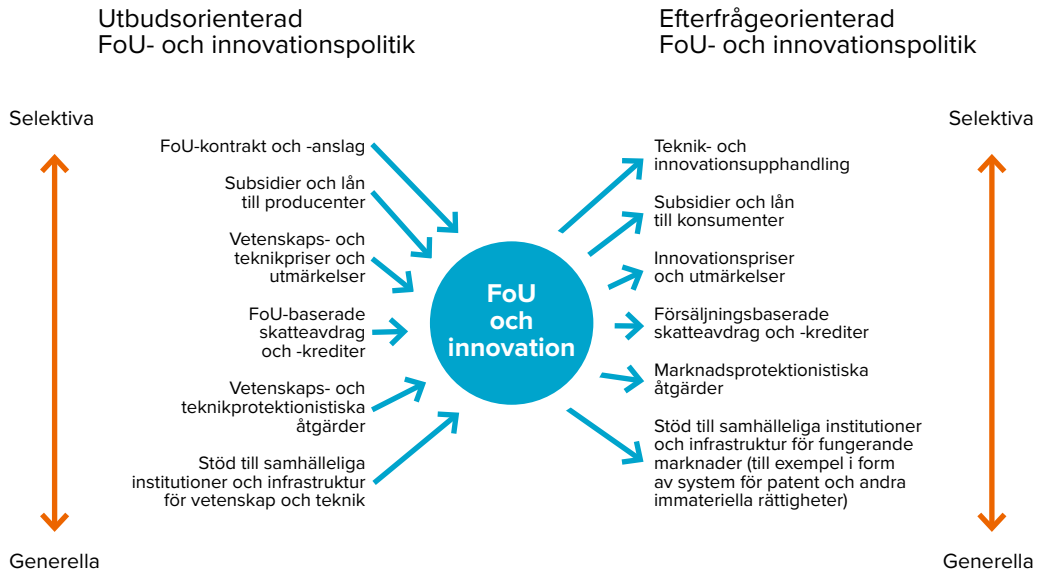 Utbudsorienterad
FoU- och innovationspolitik
Efterfrågeorienterad
FoU- och innovationspolitik
Selektiva
Selektiva
FoU-kontrakt och -anslag
Subsidier och lån
till producenter
Vetenskaps- och
teknikpriser och
utmärkelser
FoU-baserade
skatteavdrag
och -krediter
Vetenskaps- och
teknikprotektionistiska
åtgärder
Stöd till samhälleliga
institutioner och infrastruktur
för vetenskap och teknik
FoU
och
innovation
Teknik- och
innovationsupphandling
Subsidier och lån
till konsumenter
Innovationspriser
och utmärkelser
Försäljningsbaserade
skatteavdrag och -krediter
Marknadsprotektionistiska
åtgärder
Stöd till samhälleliga institutioner
och infrastruktur för fungerande
marknader (till exempel i form
av system för patent och andra
immateriella rättigheter)
Generella
Generella